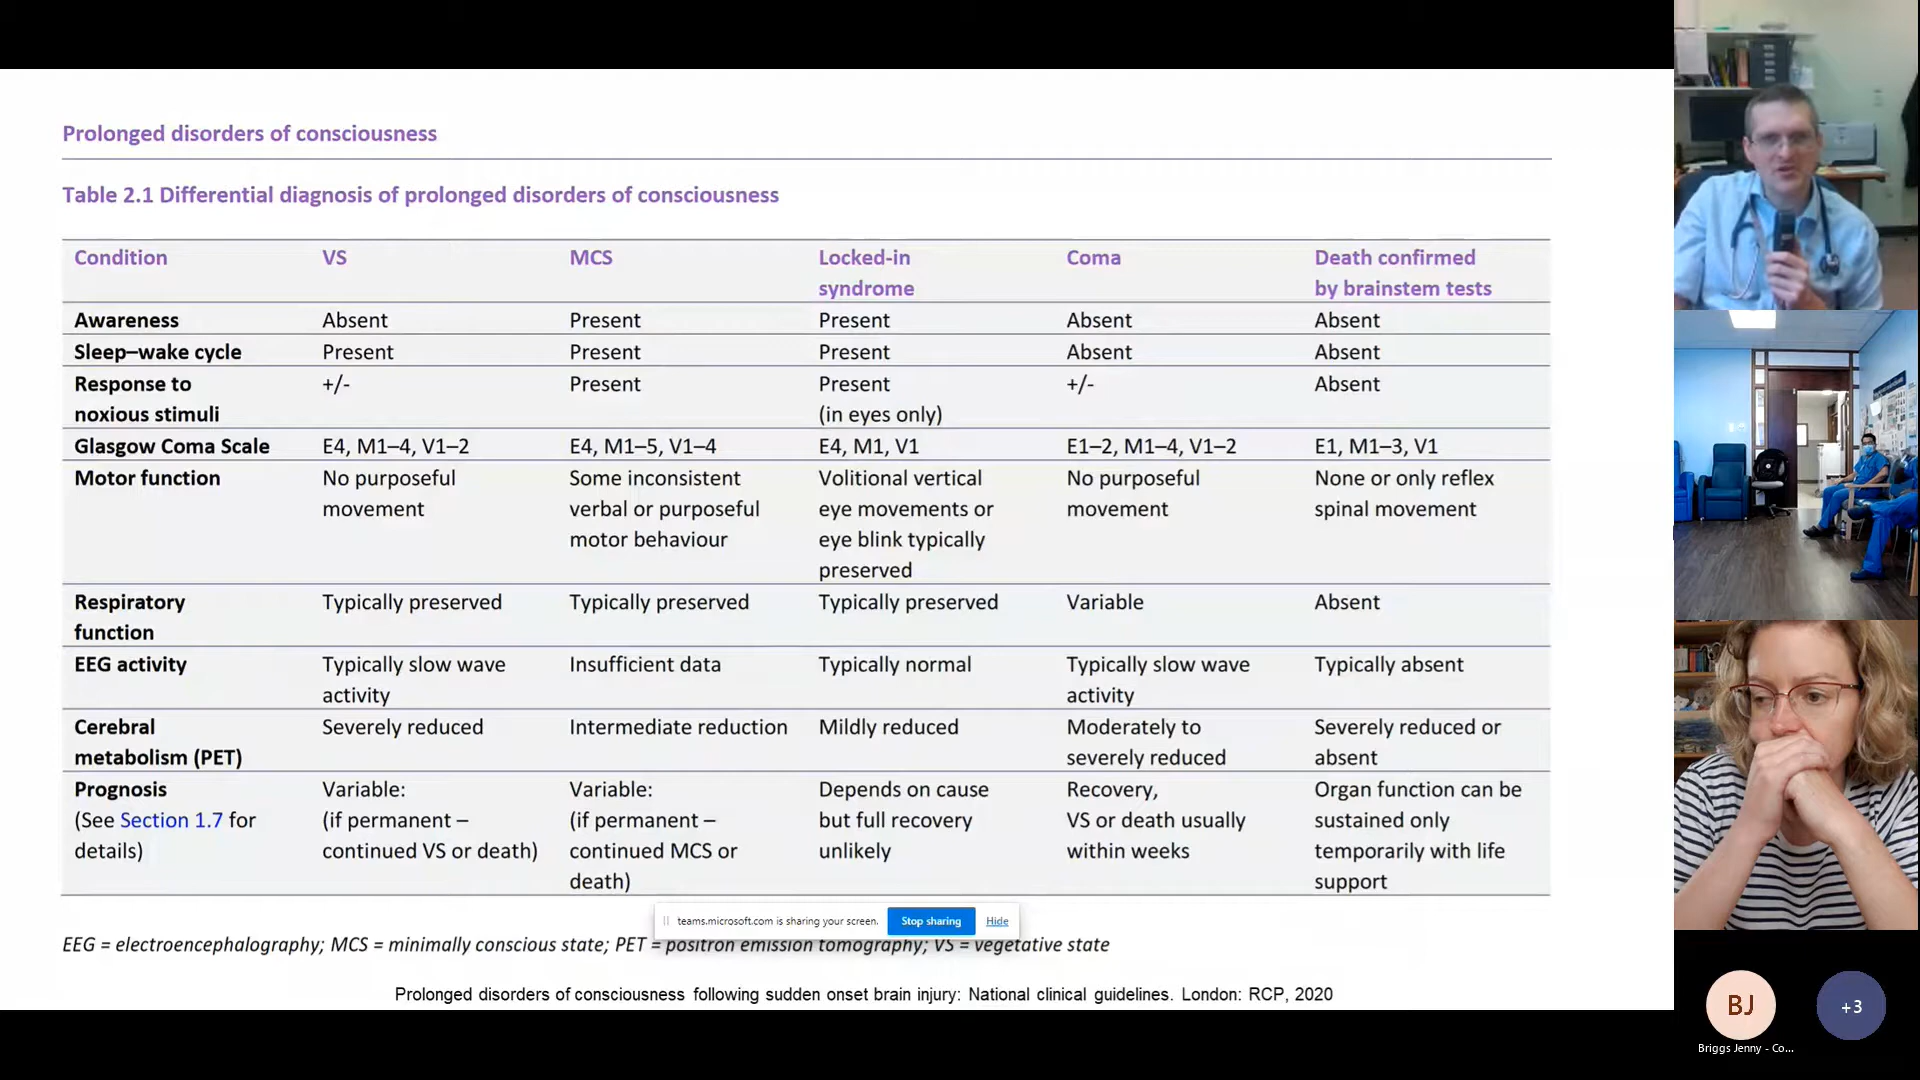 Prolonged disorders of consciousness
Table 2.1 Differential diagnosis of prolonged disorders of consciousness
Condition VS MCS Locked-in syndrome Coma Death confirmed by brainstem tests
Awareness Absent Present Present Absent Absent
Sleep–wake cycle Present Present Present Absent Absent
Response to noxious stimuli +/- Present Present (in eyes only) +/- Absent
Glasgow Coma Scale E4, M1–4, V1–2 E4, M1–5, V1–4 E4, M1, V1 E1–2, M1–4, V1–2 E1, M1–3, V1
Motor function No purposeful movement Some inconsistent verbal or purposeful motor behaviour Volitional vertical eye movements or eye blink typically preserved No purposeful movement None or only reflex spinal movement
Respiratory function Typically preserved Typically preserved Typically preserved Variable Absent
EEG activity Typically slow wave activity Insufficient data Typically normal Typically slow wave activity Typically absent
Cerebral metabolism (PET) Severely reduced Intermediate reduction Mildly reduced Moderately to severely reduced Severely reduced or absent
Prognosis (See Section 1.7 for details) Variable: (if permanent – continued VS or death) Variable: (if permanent – continued MCS or death) Depends on cause but full recovery unlikely Recovery, VS or death usually within weeks Organ function can be sustained only temporarily with life support
teams.microsoft.com is sharing your screen. Stop sharing Hide
EEG = electroencephalography; MCS = minimally conscious state; PET = positron emission tomography; VS = vegetative state
Prolonged disorders of consciousness following sudden onset brain injury: National clinical guidelines. London: RCP, 2020
BJ
+3
Briggs Jenny - Co...